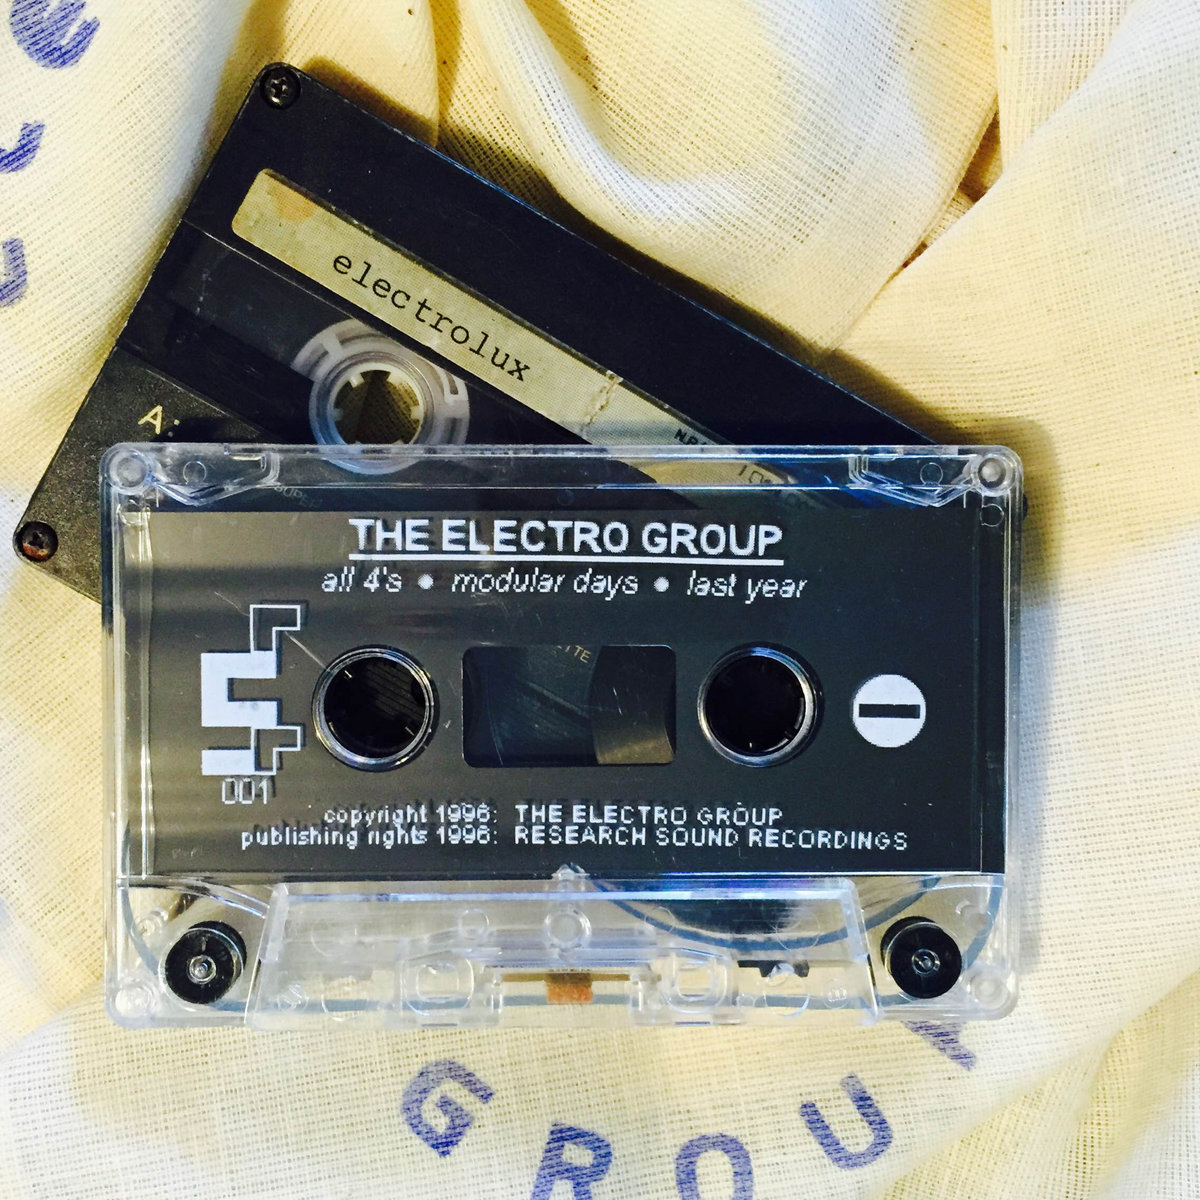 electrolux
A:
THE ELECTRO GROUP
all 4's • modular days • last year
001
copyright 1996: THE ELECTRO GROUP
publishing rights 1996: RESEARCH SOUND RECORDINGS
GROUP